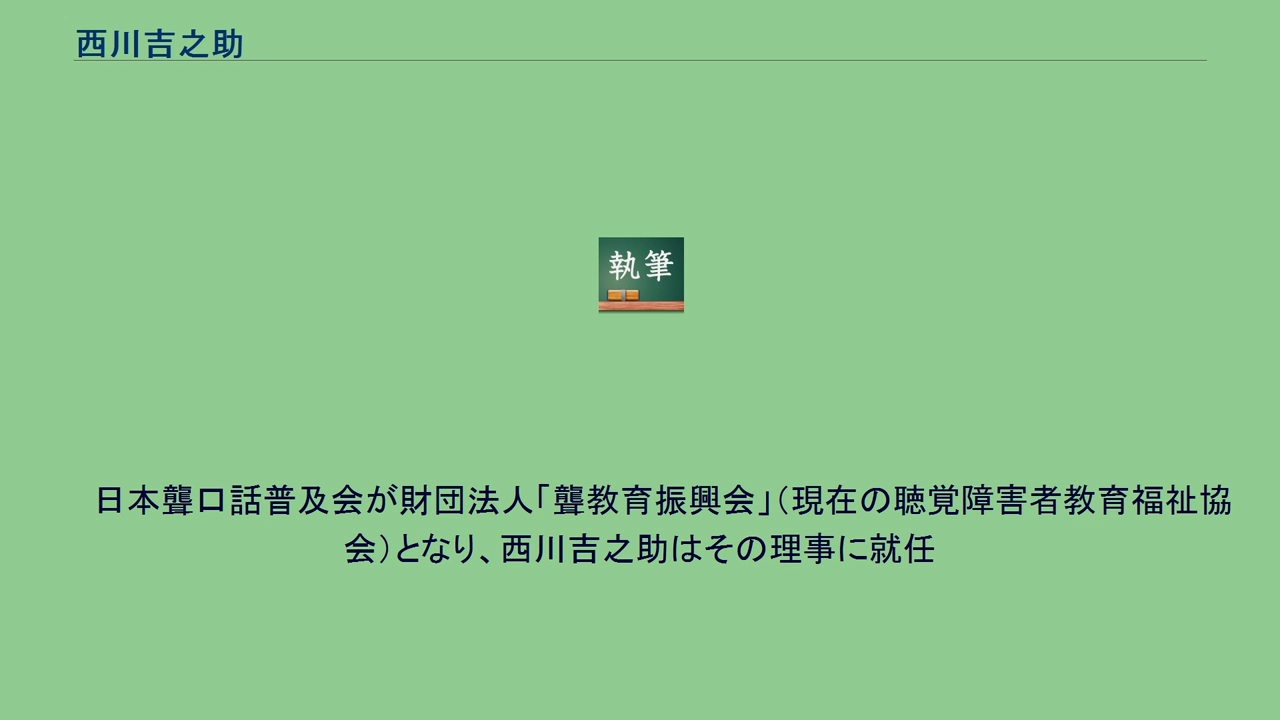 西川吉之助
執筆
日本聾口話普及会が財団法人｢聾教育振興会｣（現在の聴覚障害者教育福祉協
会）となり、西川吉之助はその理事に就任